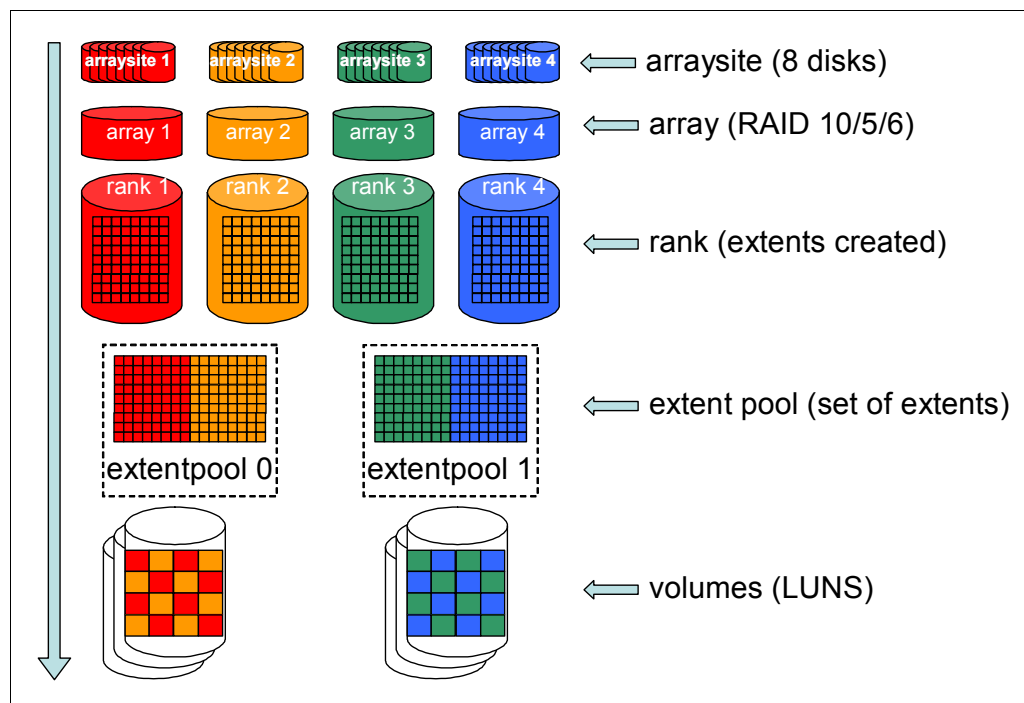 arraysite 1 arraysite 2 arraysite 3 arraysite 4 arraysite (8 disks)
array 1 array 2 array 3 array 4 array (RAID 10/5/6)
rank 1 rank 2 rank 3 rank 4
rank (extents created)
extent pool (set of extents)
extentpool 0 extentpool 1
volumes (LUNS)